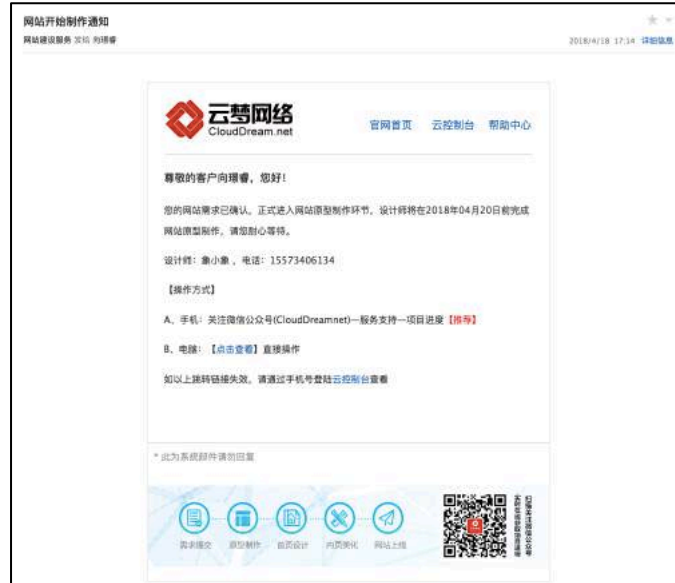 网站开始制作通知
网站建设服务 发给 向璟睿
2018/4/18 17:14 详细信息
云梦网络
CloudDream.net
官网首页 云控制台 帮助中心
尊敬的客户向璟睿，您好！
您的网站需求已确认。正式进入网站原型制作环节，设计师将在2018年04月20日前完成
网站原型制作，请您耐心等待。
设计师：象小象 ，电话：15573406134
【操作方式】
A、手机：关注微信公众号(CloudDreamnet)—服务支持—项目进度【推荐】
B、电脑：【点击查看】直接操作
如以上跳转链接失效，请通过手机号登陆云控制台查看
* 此为系统邮件请勿回复
需求提交 原型制作 首页设计 内页美化 网站上线
扫描关注微信公众号